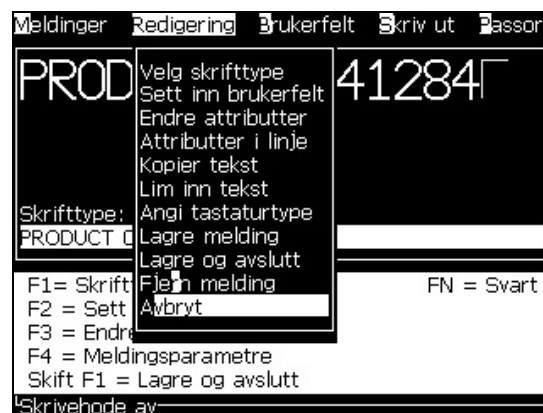 Meldinger Redigering Brukerfelt Skriv ut Passor
PROD 41284
Velg skrifttype
Sett inn brukerfelt
Endre attributter
Attributter i linje
Kopier tekst
Lim inn tekst
Angi tastaturtype
Lagre melding
Lagre og avslutt
Fjern melding
Avbryt
Skrifttype:
PRODUCT
F1= Skrift FN = Svart
F2 = Sett
F3 = Endre
F4 = Meldingsparametre
Skift F1 = Lagre og avslutt
Skrivehode av